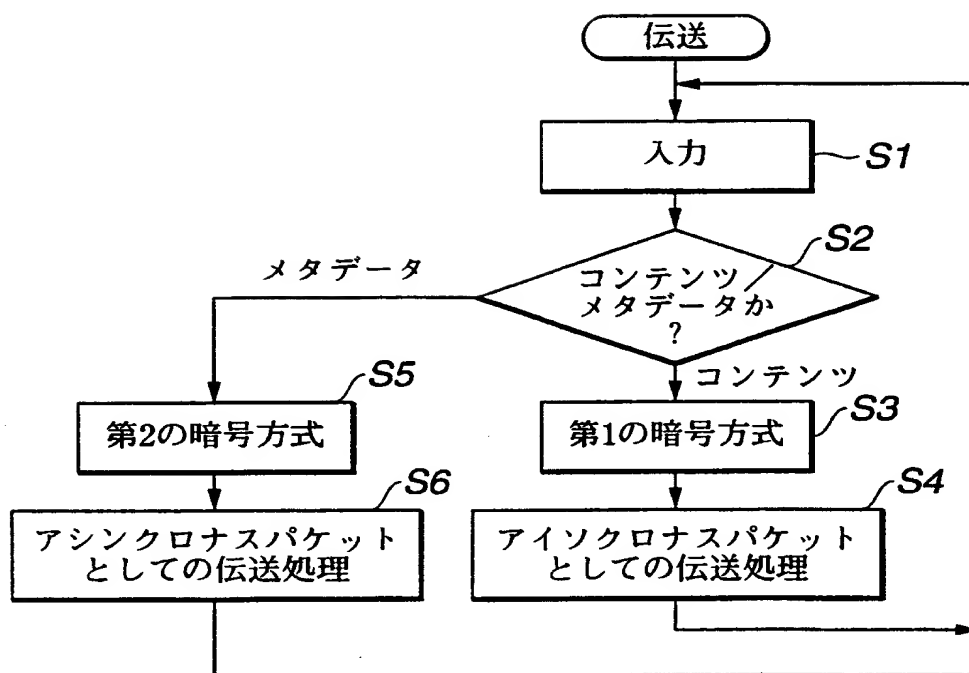 伝送
入力
S1
S2
メタデータ
コンテンツ/
メタデータか
?
コンテンツ
S5
S3
第2の暗号方式
第1の暗号方式
S6
S4
アシンクロナスパケット
としての伝送処理
アイソクロナスパケット
としての伝送処理